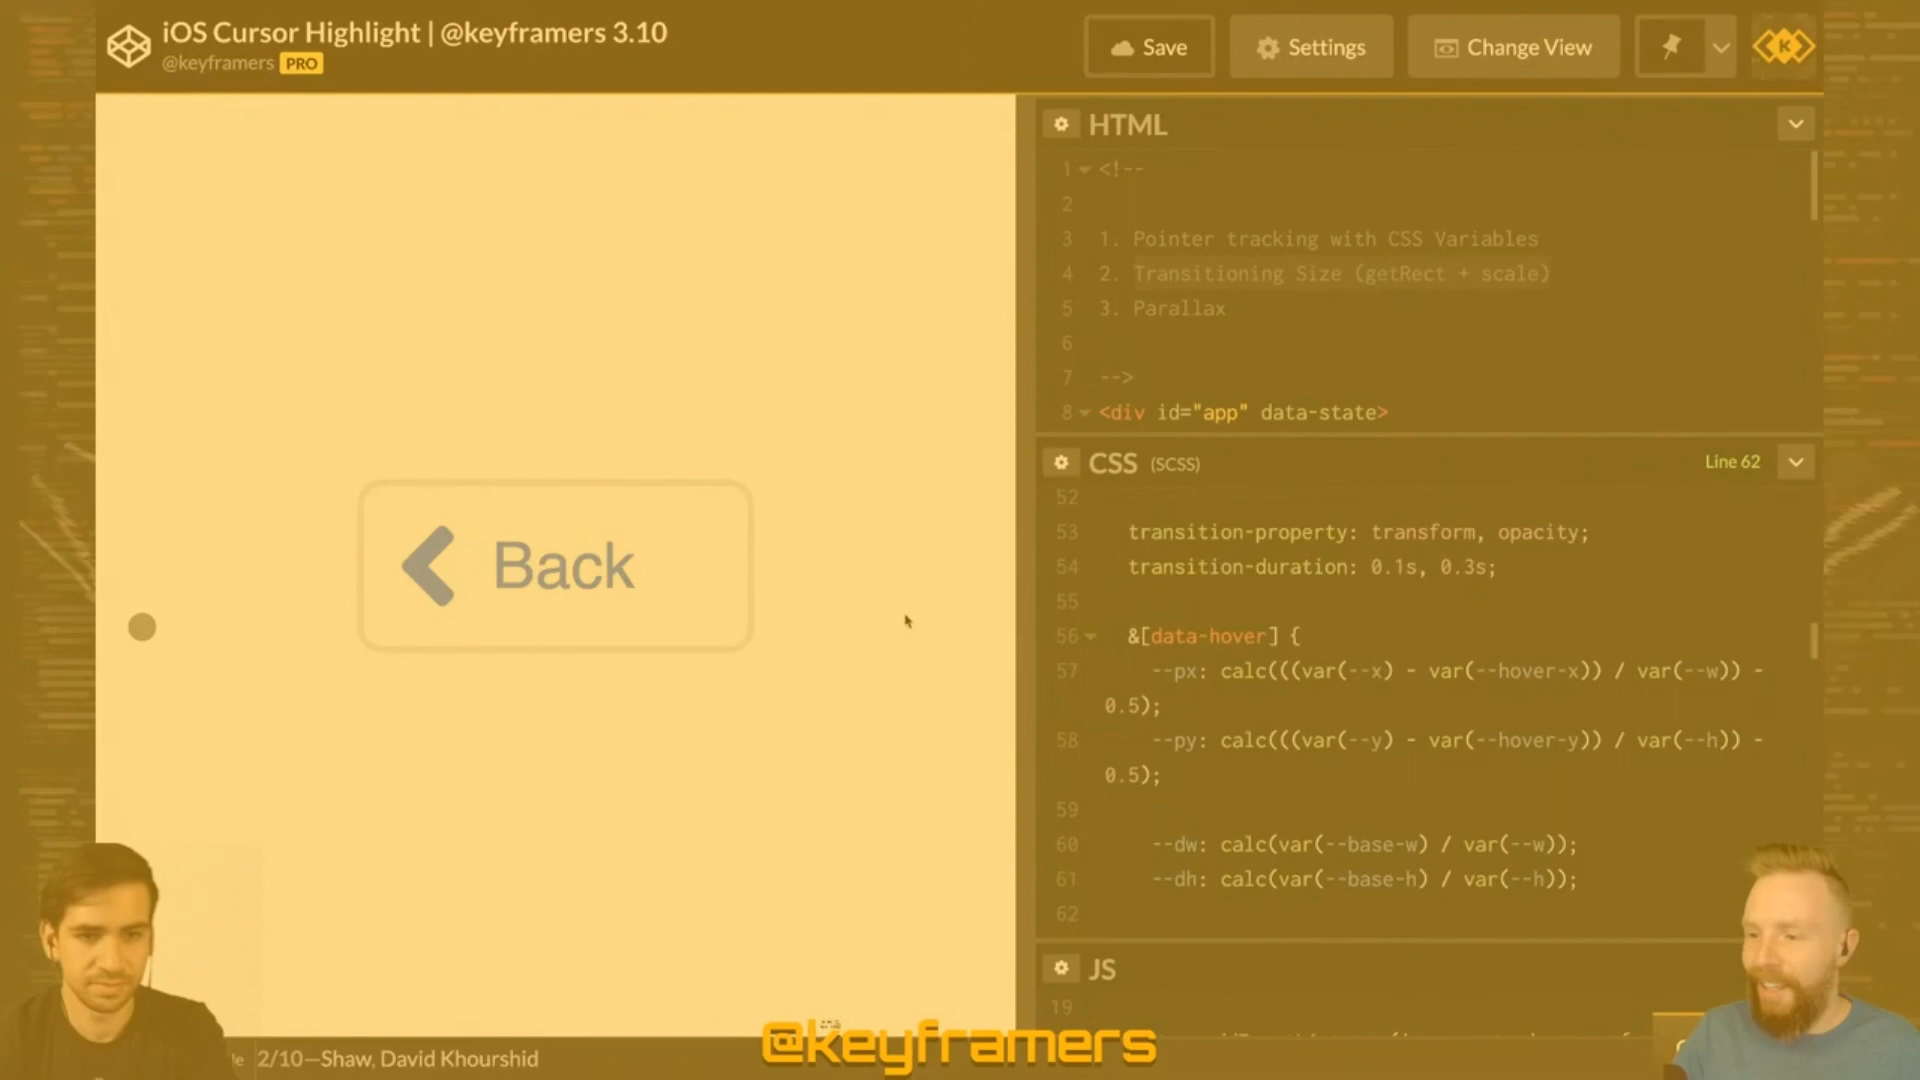 iOS Cursor Highlight | @keyframers 3.10
@keyframers PRO
Save
Settings
Change View
K
HTML
1 <!--
2
3 1. Pointer tracking with CSS Variables
4 2. Transitioning Size (getRect + scale)
5 3. Parallax
6
7 -->
8 <div id="app" data-state>
Back
CSS (SCSS)
Line 62
52
53 transition-property: transform, opacity;
54 transition-duration: 0.1s, 0.3s;
55
56 &[data-hover] {
57 --px: calc(((var(--x) - var(--hover-x)) / var(--w)) -
0.5);
58 --py: calc(((var(--y) - var(--hover-y)) / var(--h)) -
0.5);
59
60 --dw: calc(var(--base-w) / var(--w));
61 --dh: calc(var(--base-h) / var(--h));
62
JS
19
2/10—Shaw, David Khourshid
@keyframers